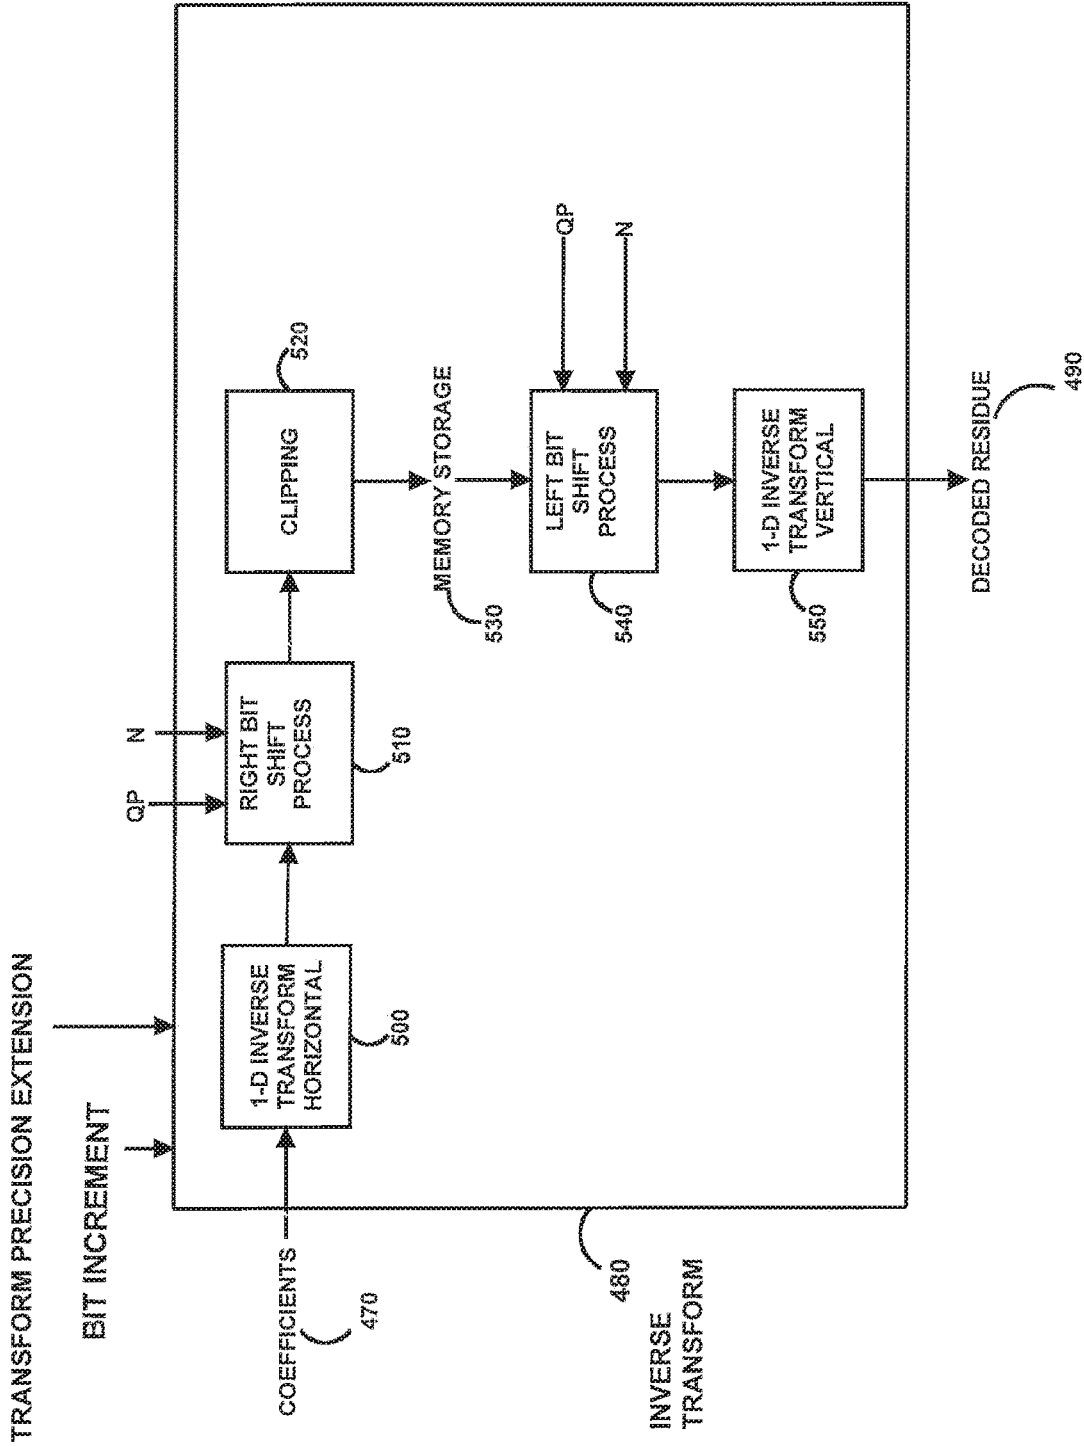 TRANSFORM PRECISION EXTENSION
BIT INCREMENT
COEFFICIENTS
470
1-D INVERSE
TRANSFORM
HORIZONTAL
500
QP
N
RIGHT BIT
SHIFT
PROCESS
510
CLIPPING
520
MEMORY STORAGE
530
LEFT BIT
SHIFT
PROCESS
540
QP
N
1-D INVERSE
TRANSFORM
VERTICAL
550
DECODED RESIDUE
490
480
INVERSE
TRANSFORM